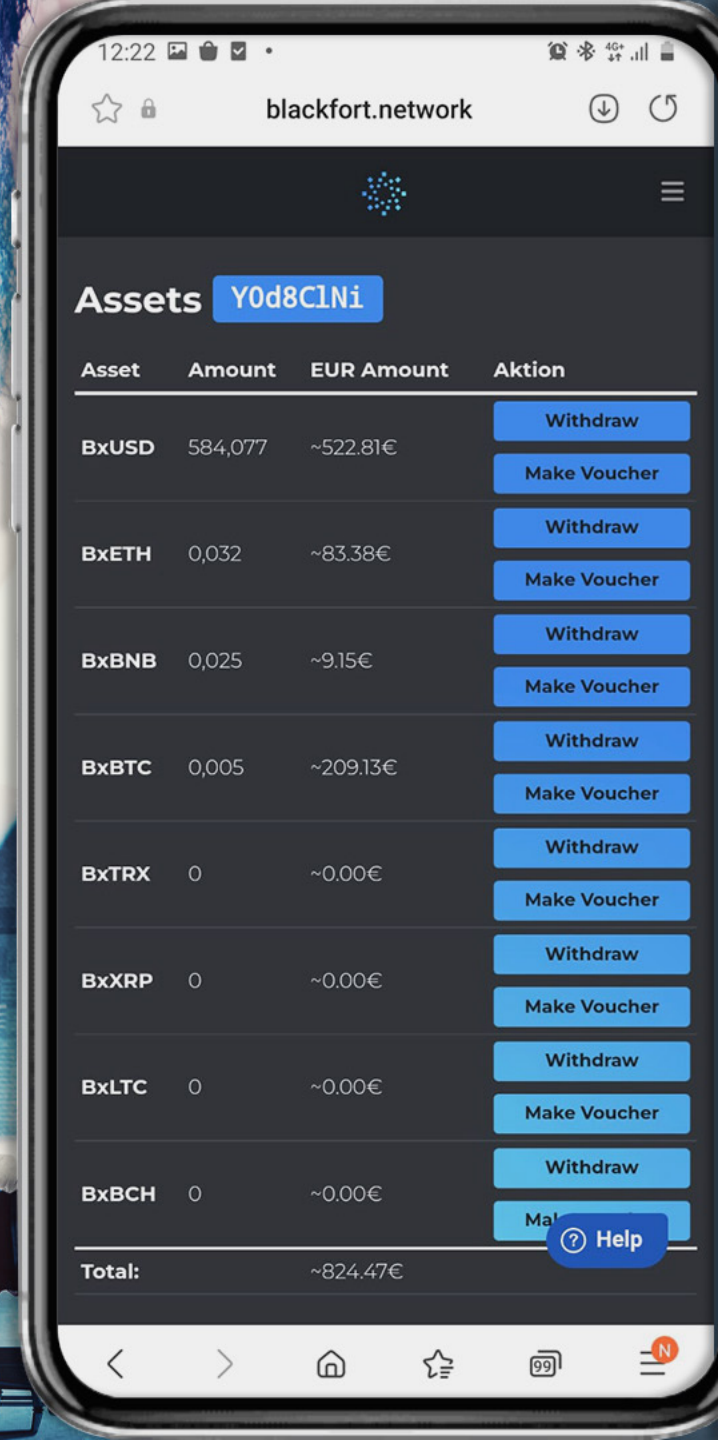 12:22 4G+
blackfort.network
Assets Y0d8ClNi
Asset Amount EUR Amount Aktion
BxUSD 584,077 ~522.81€ Withdraw
Make Voucher
BxETH 0,032 ~83.38€ Withdraw
Make Voucher
BxBNB 0,025 ~9.15€ Withdraw
Make Voucher
BxBTC 0,005 ~209.13€ Withdraw
Make Voucher
BxTRX 0 ~0.00€ Withdraw
Make Voucher
BxXRP 0 ~0.00€ Withdraw
Make Voucher
BxLTC 0 ~0.00€ Withdraw
Make Voucher
BxBCH 0 ~0.00€ Withdraw
? Help
Total: ~824.47€
99 N